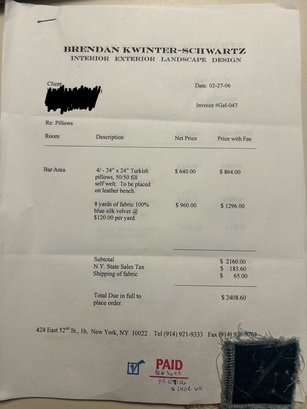 BRENDAN KWINTER-SCHWARTZ
INTERIOR EXTERIOR LANDSCAPE DESIGN
Client
Date: 02-27-06
Invoice #Gel-047
Re: Pillows
Room Description Net Price Price with Fee
Bar Area 4/ - 24" x 24" Turkish $ 640.00 $ 864.00
pillows, 50/50 fill
self welt. To be placed
on leather bench.
8 yards of fabric 100% $ 960.00 $ 1296.00
blue silk velvet @
$120.00 per yard.
Subtotal $ 2160.00
N.Y. State Sales Tax $ 183.60
Shipping of fabric $ 65.00
Total Due in full to $ 2408.60
place order.
424 East 52nd St., 1b, New York, NY 10022 Tel (914) 921-9333 Fax (914)
PAID